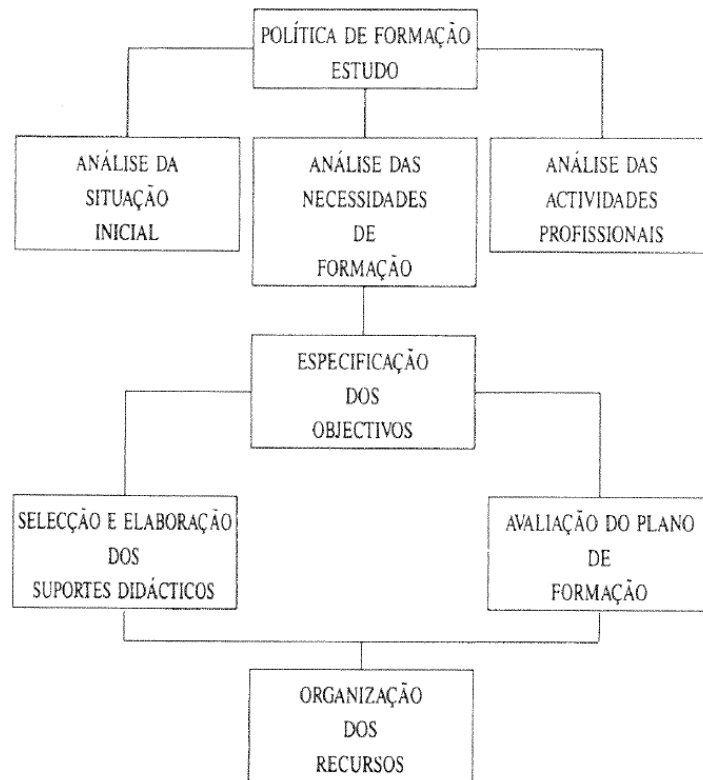 POLÍTICA DE FORMAÇÃO
ESTUDO
ANÁLISE DA
SITUAÇÃO
INICIAL
ANÁLISE DAS
NECESSIDADES
DE
FORMAÇÃO
ANÁLISE DAS
ACTIVIDADES
PROFISSIONAIS
ESPECIFICAÇÃO
DOS
OBJECTIVOS
SELECÇÃO E ELABORAÇÃO
DOS
SUPORTES DIDÁCTICOS
AVALIAÇÃO DO PLANO
DE
FORMAÇÃO
ORGANIZAÇÃO
DOS
RECURSOS